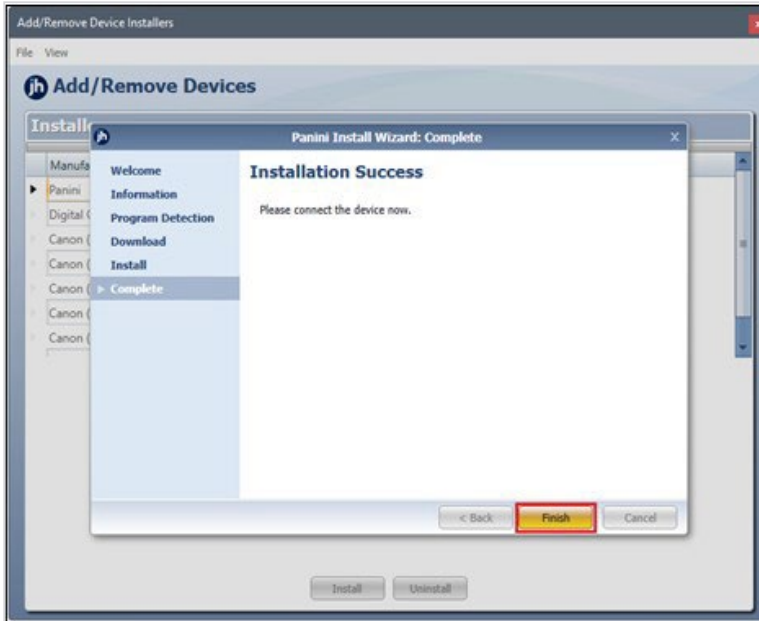 Add/Remove Device Installers
x
File View
jh Add/Remove Devices
Panini Install Wizard: Complete X
Welcome
Information
Program Detection
Download
Install
Complete
Installation Success
Please connect the device now.
Panini
Digital
Canon (
Canon (
Canon (
Canon (
Canon (
< Back Finish Cancel
Install Uninstall